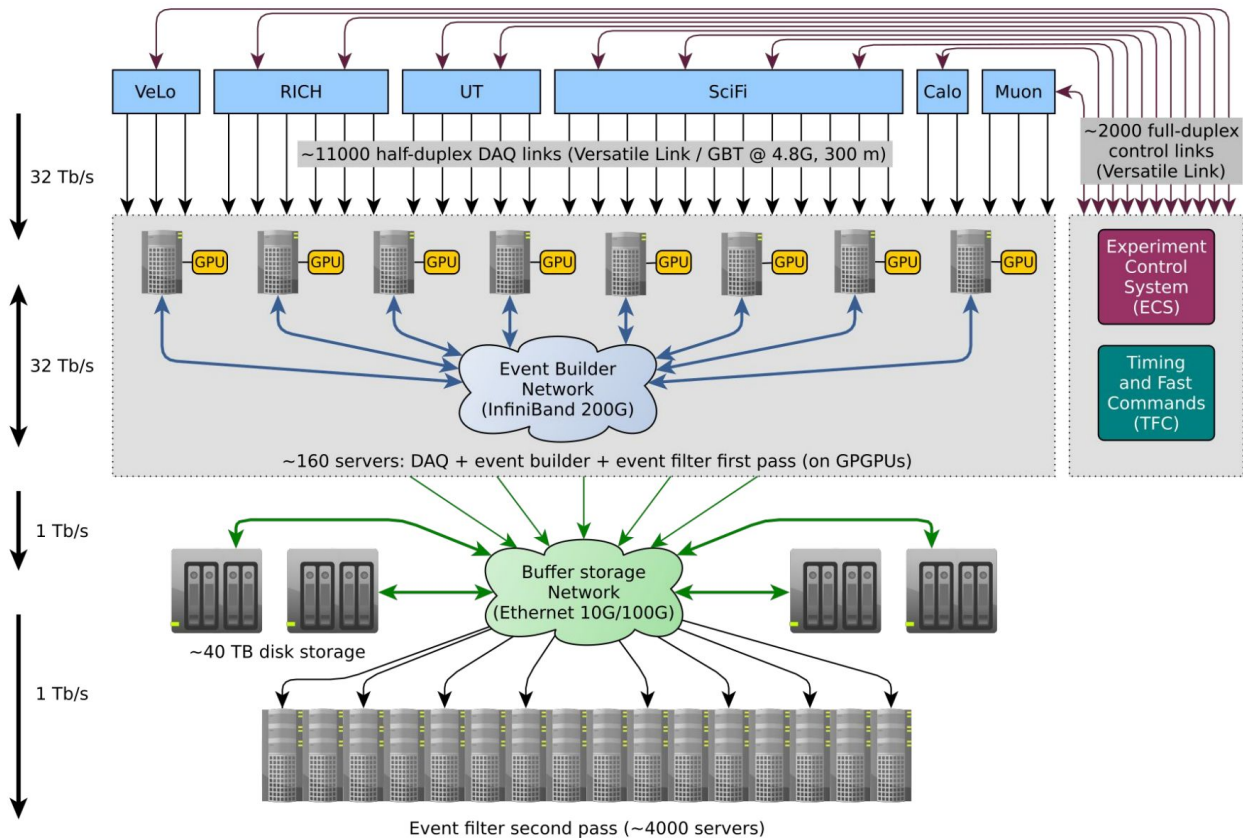 VeLo
RICH
UT
SciFi
Calo
Muon
~11000 half-duplex DAQ links (Versatile Link / GBT @ 4.8G, 300 m)
~2000 full-duplex
control links
(Versatile Link)
32 Tb/s
GPU
GPU
GPU
GPU
GPU
GPU
GPU
GPU
Experiment
Control
System
(ECS)
32 Tb/s
Event Builder
Network
(InfiniBand 200G)
Timing
and Fast
Commands
(TFC)
~160 servers: DAQ + event builder + event filter first pass (on GPGPUs)
1 Tb/s
Buffer storage
Network
(Ethernet 10G/100G)
~40 TB disk storage
1 Tb/s
Event filter second pass (~4000 servers)